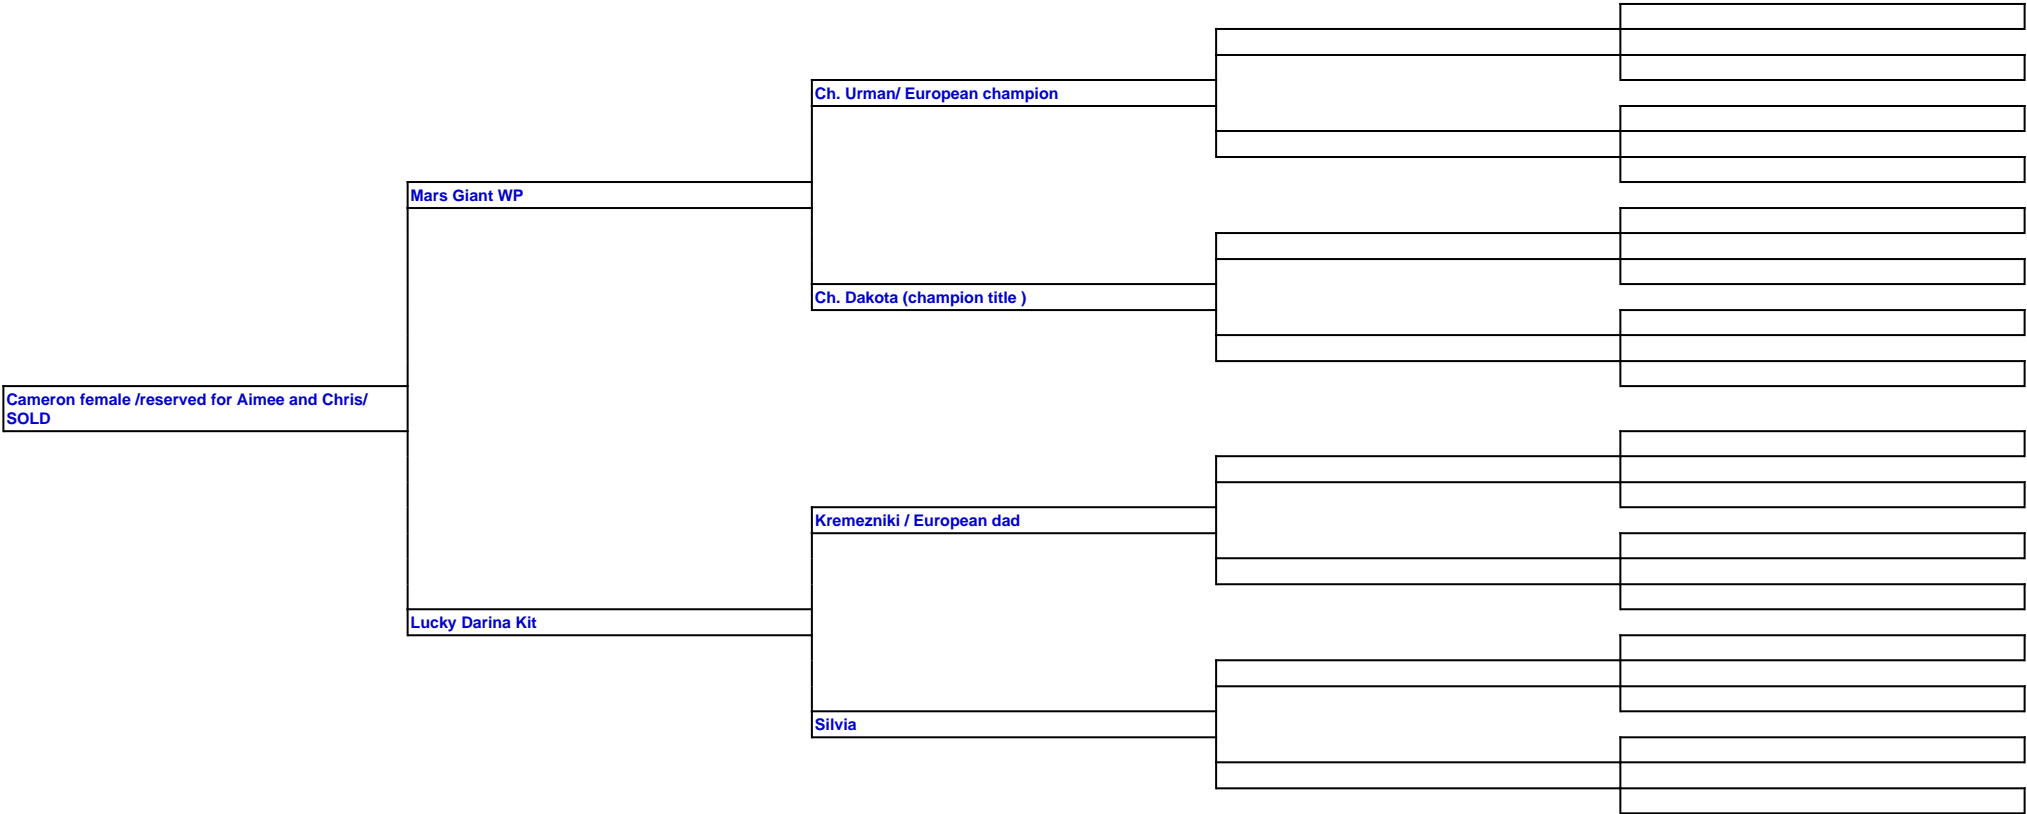 Ch. Urman/ European champion
Mars Giant WP
Ch. Dakota (champion title )
Cameron female /reserved for Aimee and Chris/
SOLD
Kremezniki / European dad
Lucky Darina Kit
Silvia